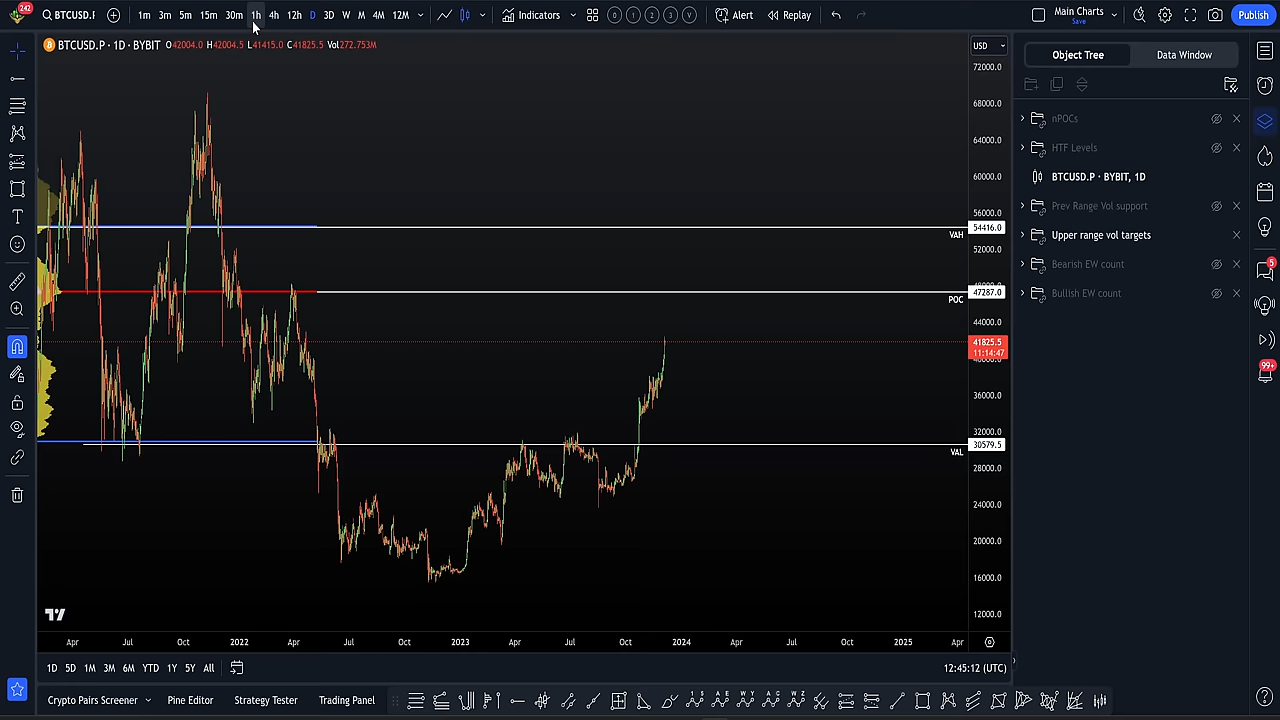 242
BTCUSD.P
1m 3m 5m 15m 30m 1h 4h 12h D 3D W M 4M 12M
Indicators
0 1 2 3 V
Alert
Replay
Main Charts
Save
Publish
BTCUSD.P · 1D · BYBIT O42004.0 H42004.5 L41415.0 C41825.5 Vol272.753M
USD
72000.0
68000.0
64000.0
60000.0
56000.0
54416.0
VAH
52000.0
47287.0
POC
44000.0
41825.5
11:14:47
36000.0
32000.0
30579.5
VAL
28000.0
24000.0
20000.0
16000.0
12000.0
Apr Jul Oct 2022 Apr Jul Oct 2023 Apr Jul Oct 2024 Apr Jul Oct 2025 Apr
1D 5D 1M 3M 6M YTD 1Y 5Y All
12:45:12 (UTC)
Crypto Pairs Screener
Pine Editor
Strategy Tester
Trading Panel
Object Tree
Data Window
nPOCs
HTF Levels
BTCUSD.P · BYBIT, 1D
Prev Range Vol support
Upper range vol targets
Bearish EW count
Bullish EW count
5
99+